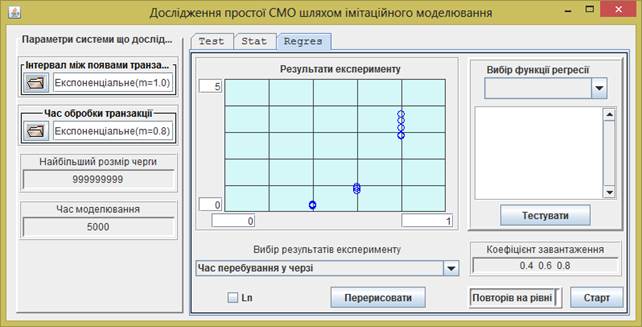 Дослідження простої СМО шляхом імітаційного моделювання
Параметри системи що дослід...
Інтервал між появами транза...
Експоненціальне(m=1.0)
Час обробки транзакції
Експоненціальне(m=0.8)
Найбільший розмір черги
999999999
Час моделювання
5000
Test Stat Regres
Результати експерименту
5
0
0 1
Вибір результатів експерименту
Час перебування у черзі
Ln
Перерисовати
Вибір функції регресії
Тестувати
Коефіцієнт завантаження
0.4 0.6 0.8
Повторів на рівні
Старт